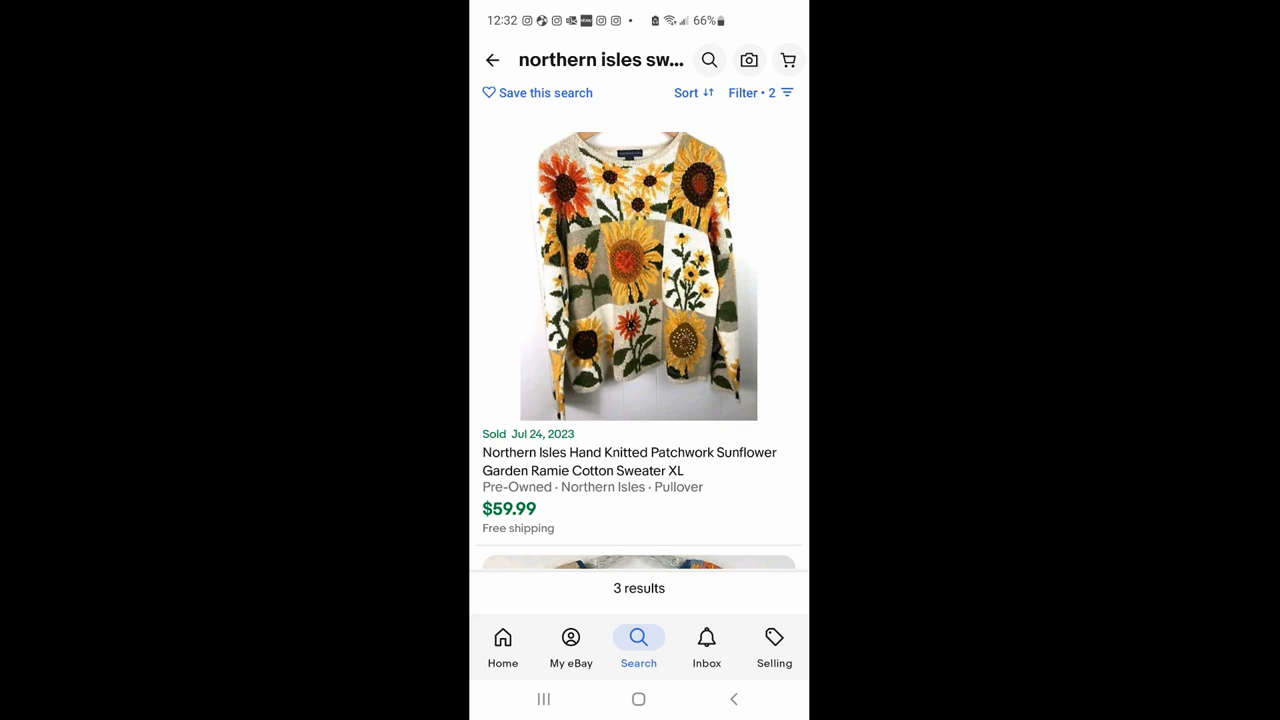 12:32
66%
northern isles sw...
Save this search
Sort
Filter • 2
Sold Jul 24, 2023
Northern Isles Hand Knitted Patchwork Sunflower
Garden Ramie Cotton Sweater XL
Pre-Owned · Northern Isles · Pullover
$59.99
Free shipping
3 results
Home
My eBay
Search
Inbox
Selling